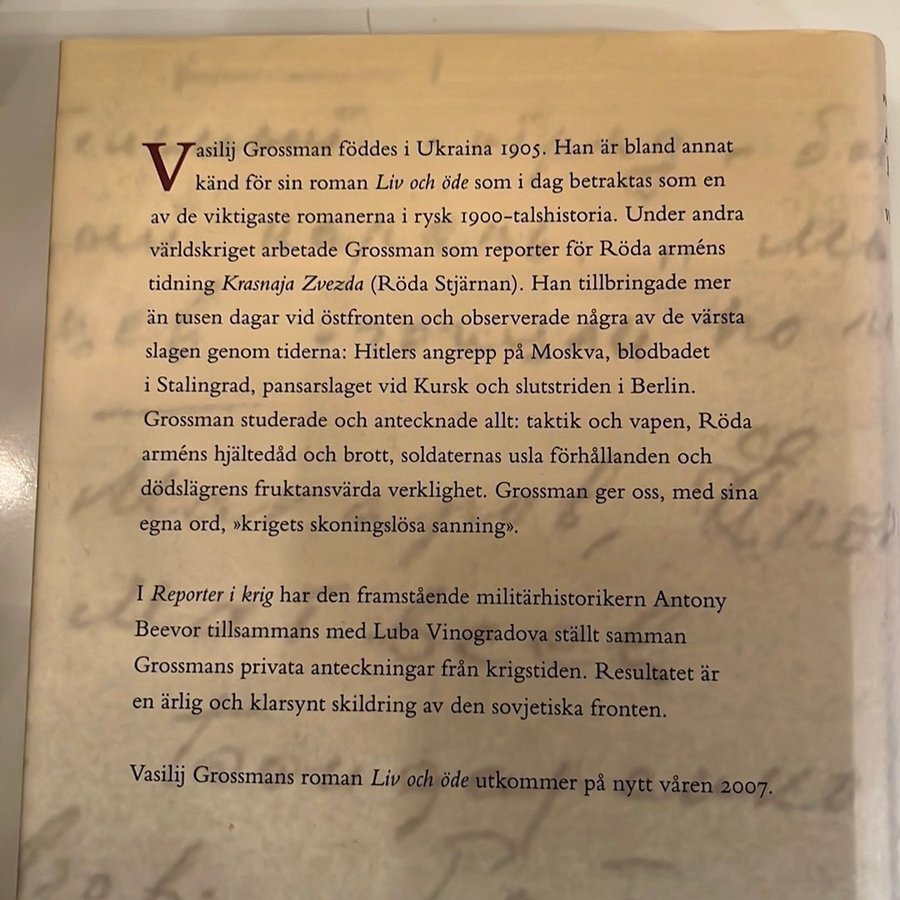 Vasilij Grossman föddes i Ukraina 1905. Han är bland annat
känd för sin roman Liv och öde som i dag betraktas som en
av de viktigaste romanerna i rysk 1900-talshistoria. Under andra
världskriget arbetade Grossman som reporter för Röda arméns
tidning Krasnaja Zvezda (Röda Stjärnan). Han tillbringade mer
än tusen dagar vid östfronten och observerade några av de värsta
slagen genom tiderna: Hitlers angrepp på Moskva, blodbadet
i Stalingrad, pansarslaget vid Kursk och slutstriden i Berlin.
Grossman studerade och antecknade allt: taktik och vapen, Röda
arméns hjältedåd och brott, soldaternas usla förhållanden och
dödslägrens fruktansvärda verklighet. Grossman ger oss, med sina
egna ord, »krigets skoningslösa sanning».
I Reporter i krig har den framstående militärhistorikern Antony
Beevor tillsammans med Luba Vinogradova ställt samman
Grossmans privata anteckningar från krigstiden. Resultatet är
en ärlig och klarsynt skildring av den sovjetiska fronten.
Vasilij Grossmans roman Liv och öde utkommer på nytt våren 2007.